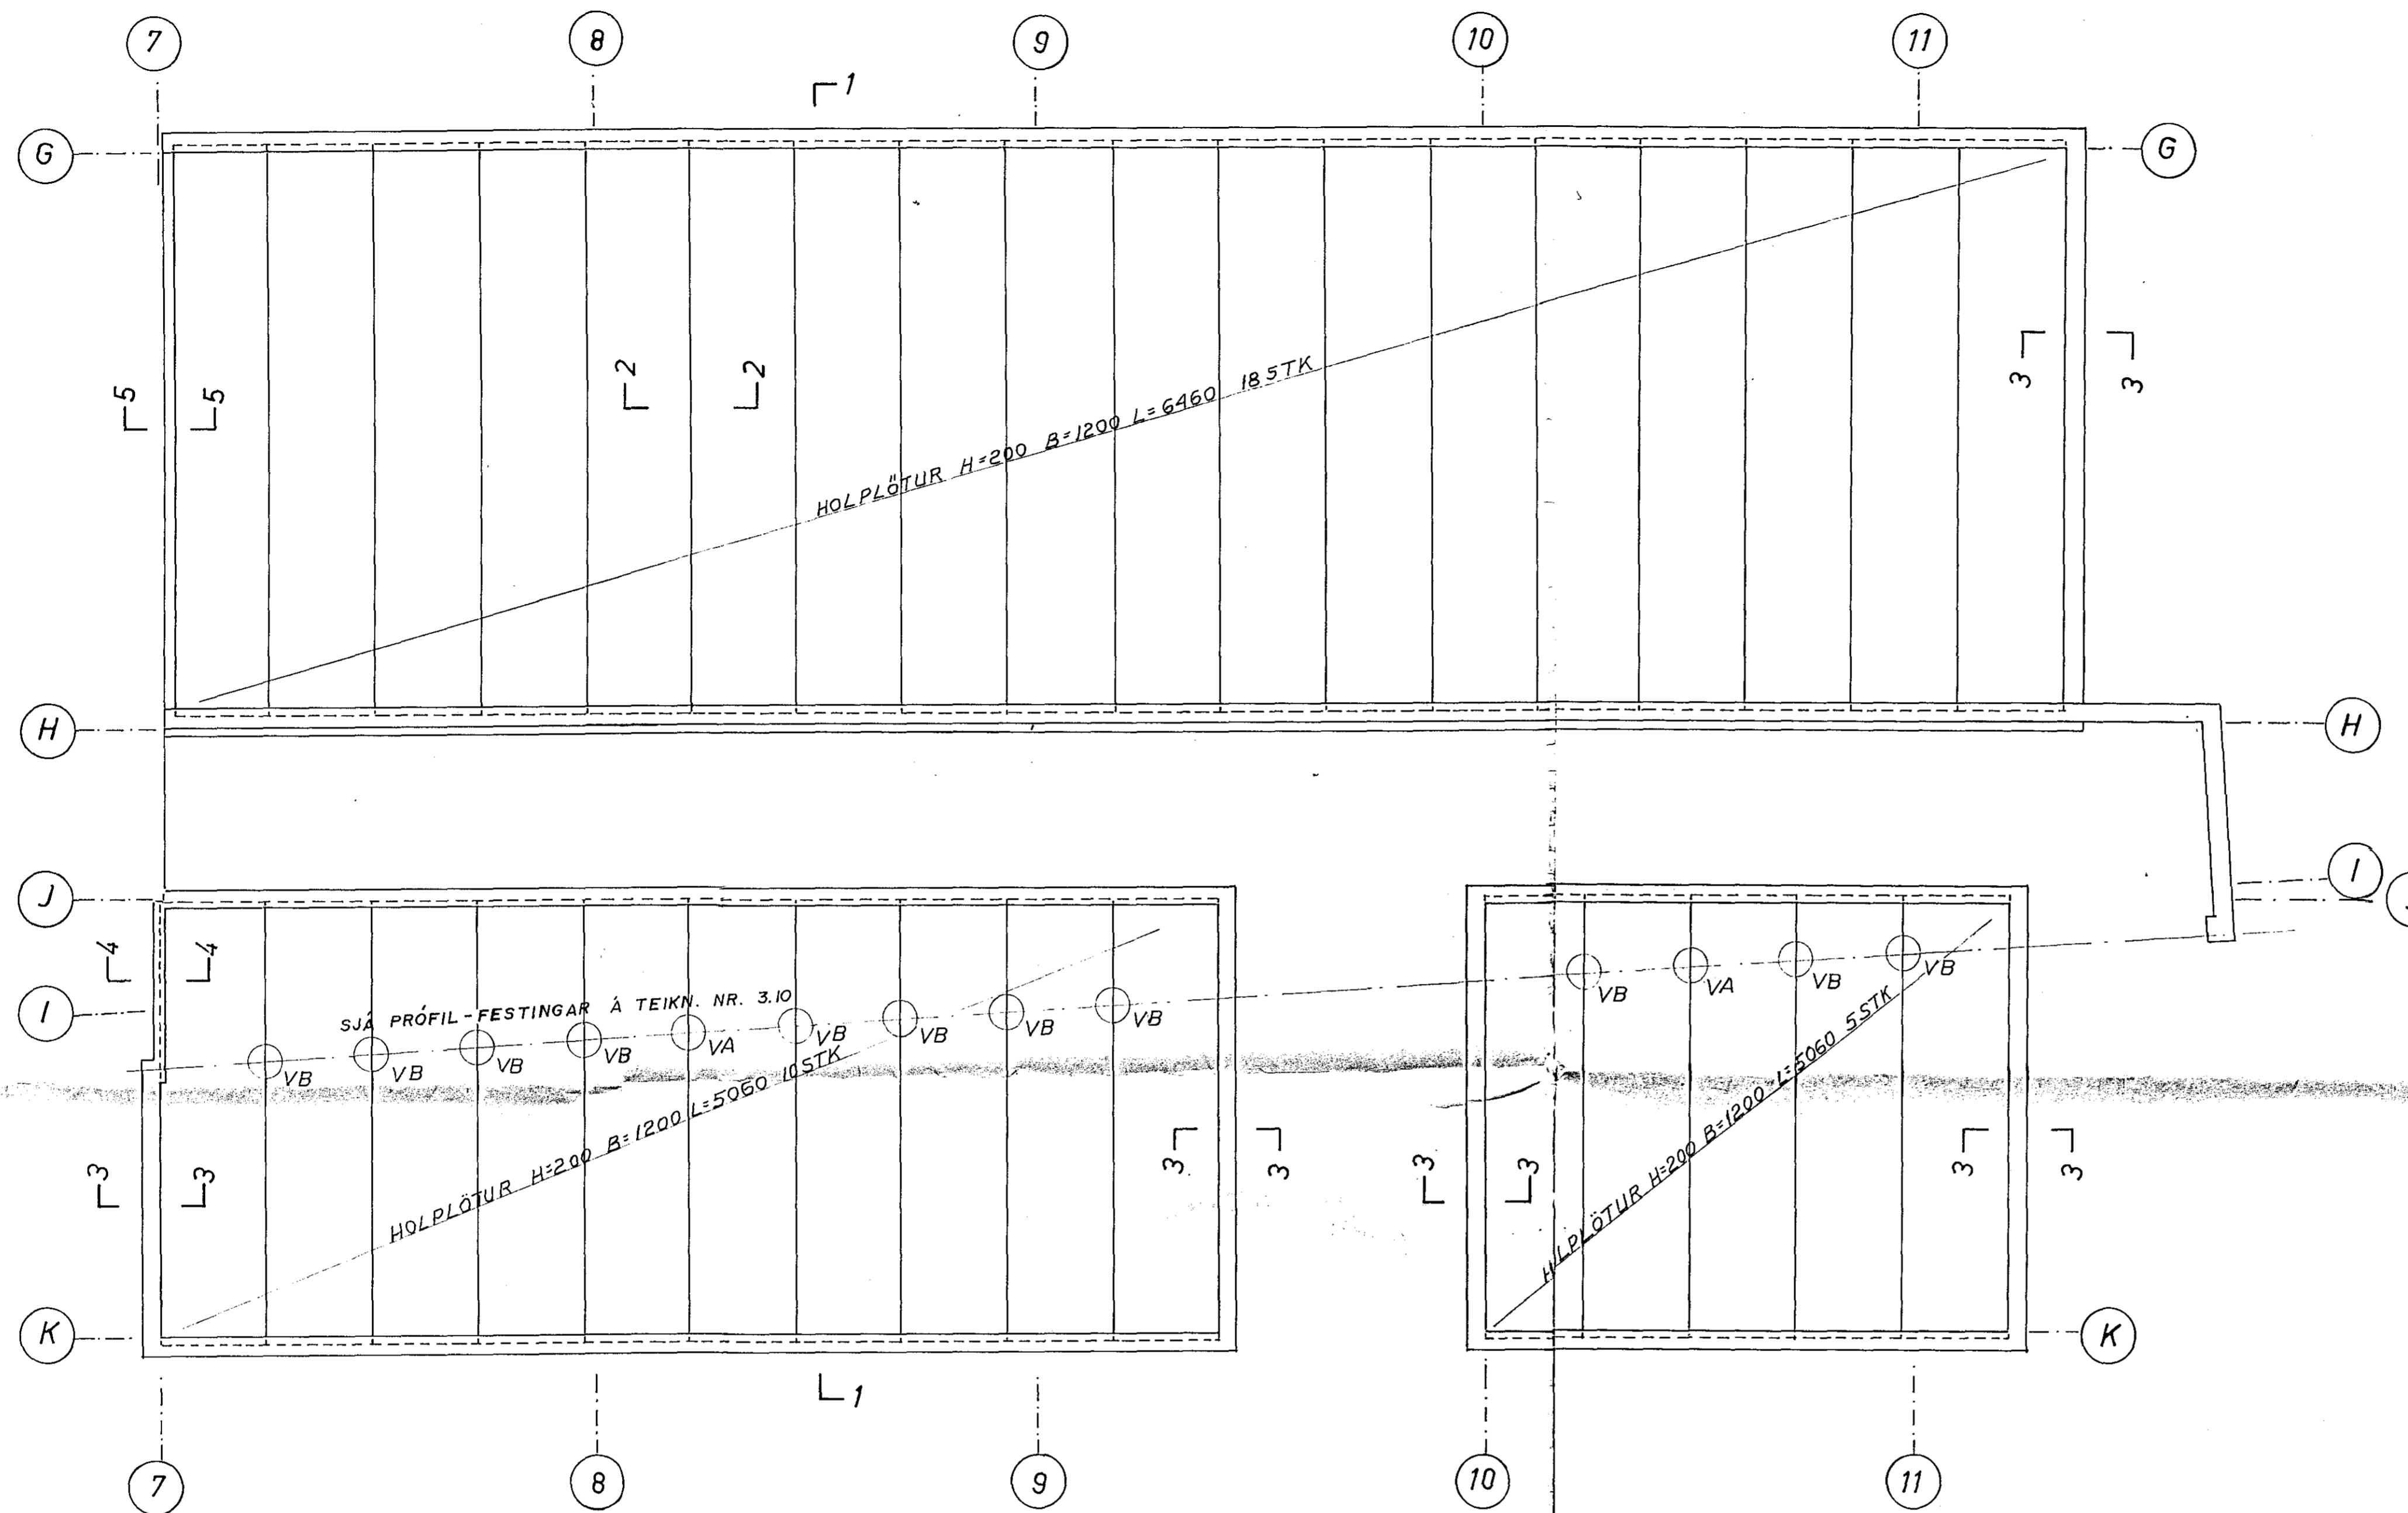 7 8 9 10 11
1
G G
2 2
3 3
5 5
HOLPLÖTUR H=200 B=1200 L=6460 18 STK
H H
I
J
4 4
I
SJÁ PRÓFIL-FESTINGAR Á TEIKN. NR. 3.10
VB VB VB VB VA VB VB VB VB
VB VA VB VB
HOLPLÖTUR H=200 B=1200 L=5060 10 STK
HLPLÖTUR H=200 B=1200 L=5060 5 STK
3 3 3 3 3 3 3 3
K K
1
7 8 9 10 11